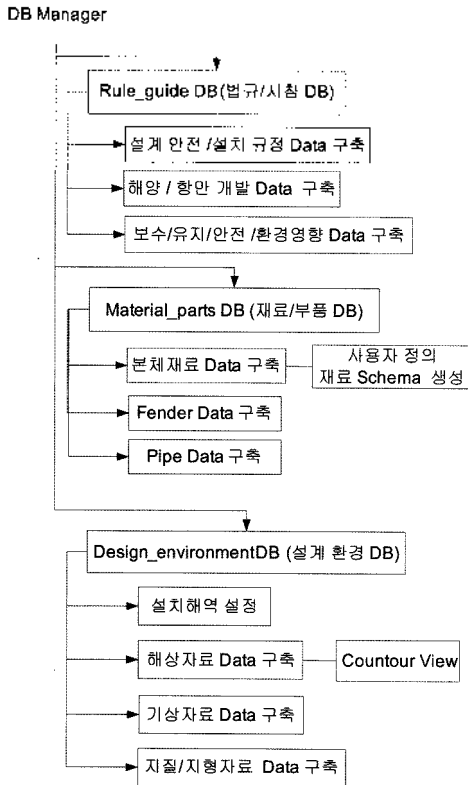 DB Manager
Rule_guide DB(법규/시침 DB)
설계 안전 /설치 규정 Data 구축
해양 / 항만 개발 Data 구축
보수/유지/안전 /환경영향 Data 구축
Material_parts DB (재료/부품 DB)
본체재료 Data 구축
사용자 정의
재료 Schema 생성
Fender Data 구축
Pipe Data 구축
Design_environmentDB (설계 환경 DB)
설치해역 설정
해상자료 Data 구축
Countour View
기상자료 Data 구축
지질/지형자료 Data 구축